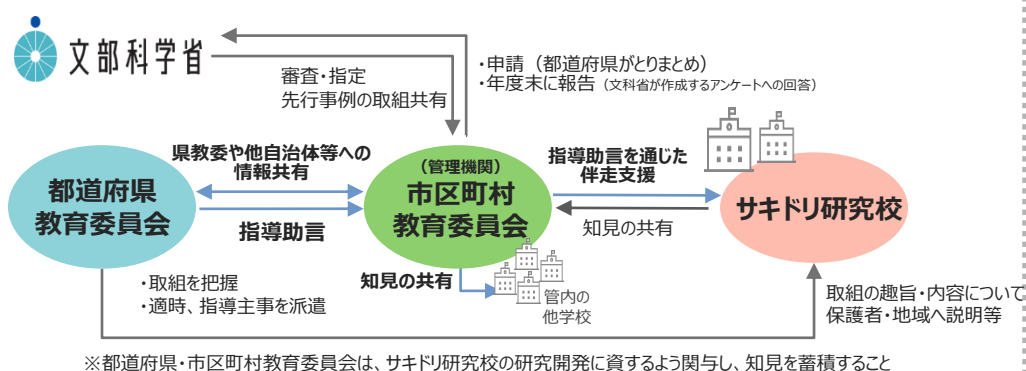 文部科学省
審査・指定
先行事例の取組共有
・申請（都道府県がとりまとめ）
・年度末に報告（文科省が作成するアンケートへの回答）
県教委や他自治体等への
情報共有
都道府県
教育委員会
指導助言
（管理機関）
市区町村
教育委員会
指導助言を通じた
伴走支援
知見の共有
サキドリ研究校
知見の共有
管内の
他学校
・取組を把握
・適時、指導主事を派遣
取組の趣旨・内容について
保護者・地域へ説明等
※都道府県・市区町村教育委員会は、サキドリ研究校の研究開発に資するよう関与し、知見を蓄積すること